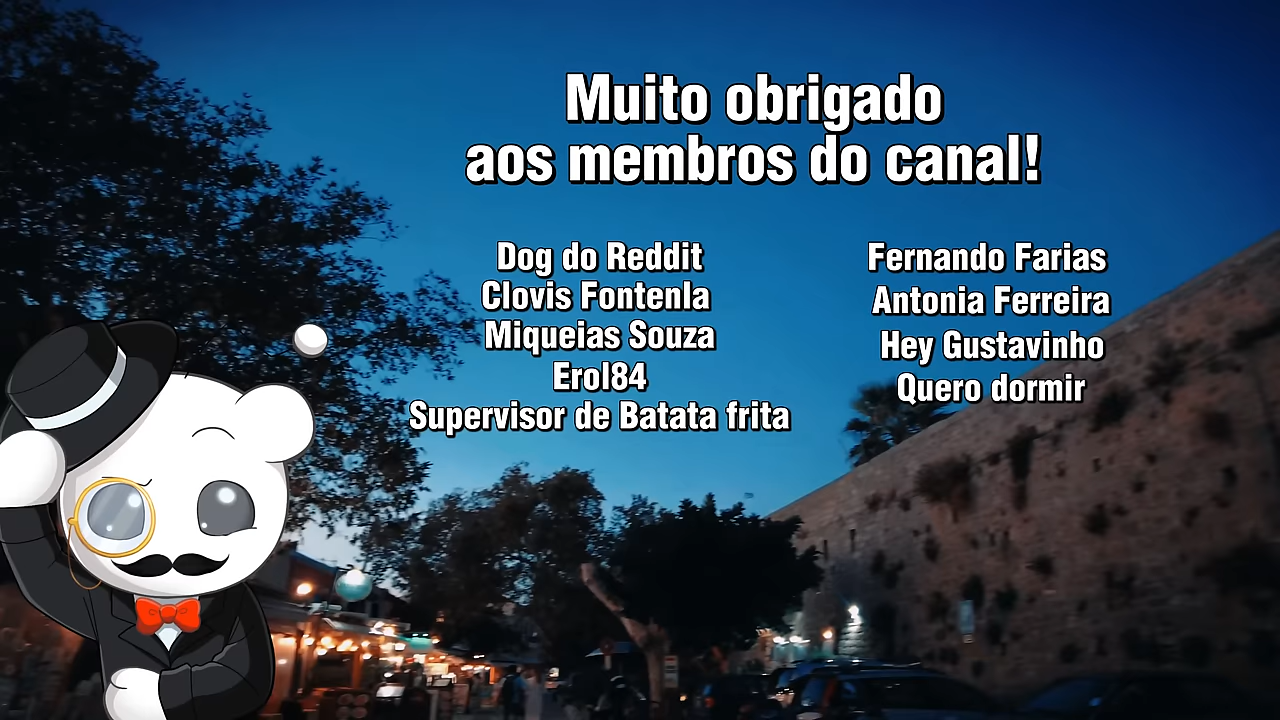 Muito obrigado
aos membros do canal!
Dog do Reddit
Clovis Fontenla
Miqueias Souza
Erol84
Supervisor de Batata frita
Fernando Farias
Antonia Ferreira
Hey Gustavinho
Quero dormir